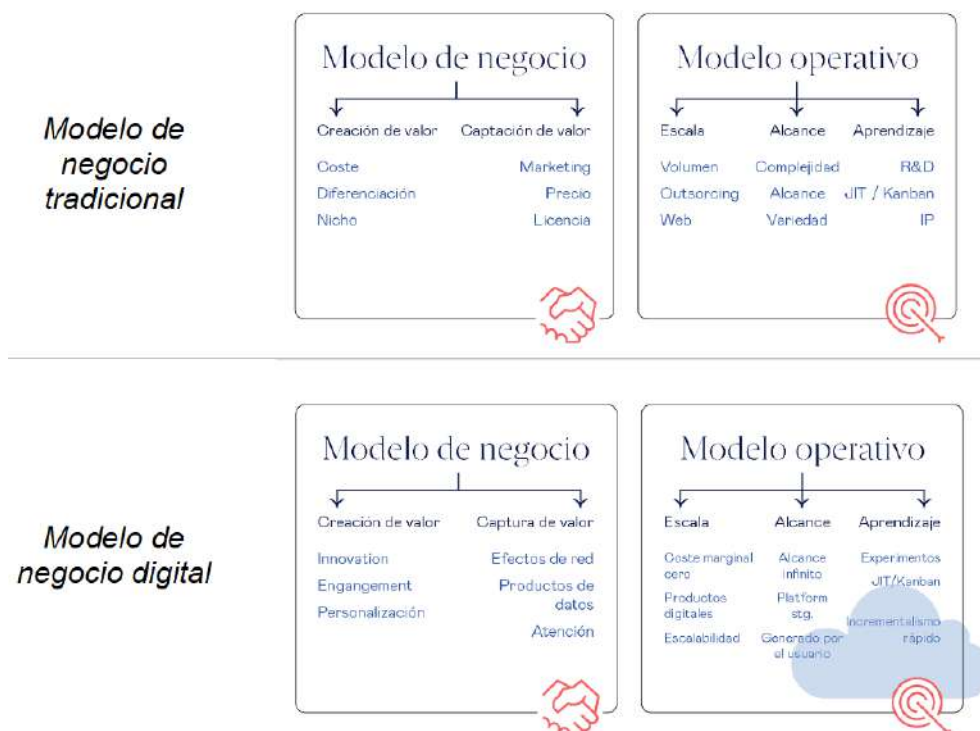 Modelo de
negocio
tradicional
Modelo de negocio
Creación de valor
Coste
Diferenciación
Nicho
Captación de valor
Marketing
Precio
Licencia
Modelo operativo
Escala
Volumen
Outsorcing
Web
Alcance
Complejidad
Alcance
Variedad
Aprendizaje
R&D
JIT / Kanban
IP
Modelo de
negocio digital
Modelo de negocio
Creación de valor
Innovation
Engangement
Personalización
Captura de valor
Efectos de red
Productos de
datos
Atención
Modelo operativo
Escala
Coste marginal
cero
Productos
digitales
Escalabilidad
Alcance
Alcance
infinito
Platform
stg.
Generado por
el usuario
Aprendizaje
Experimentos
JIT/Kanban
Incrementalismo
rápido